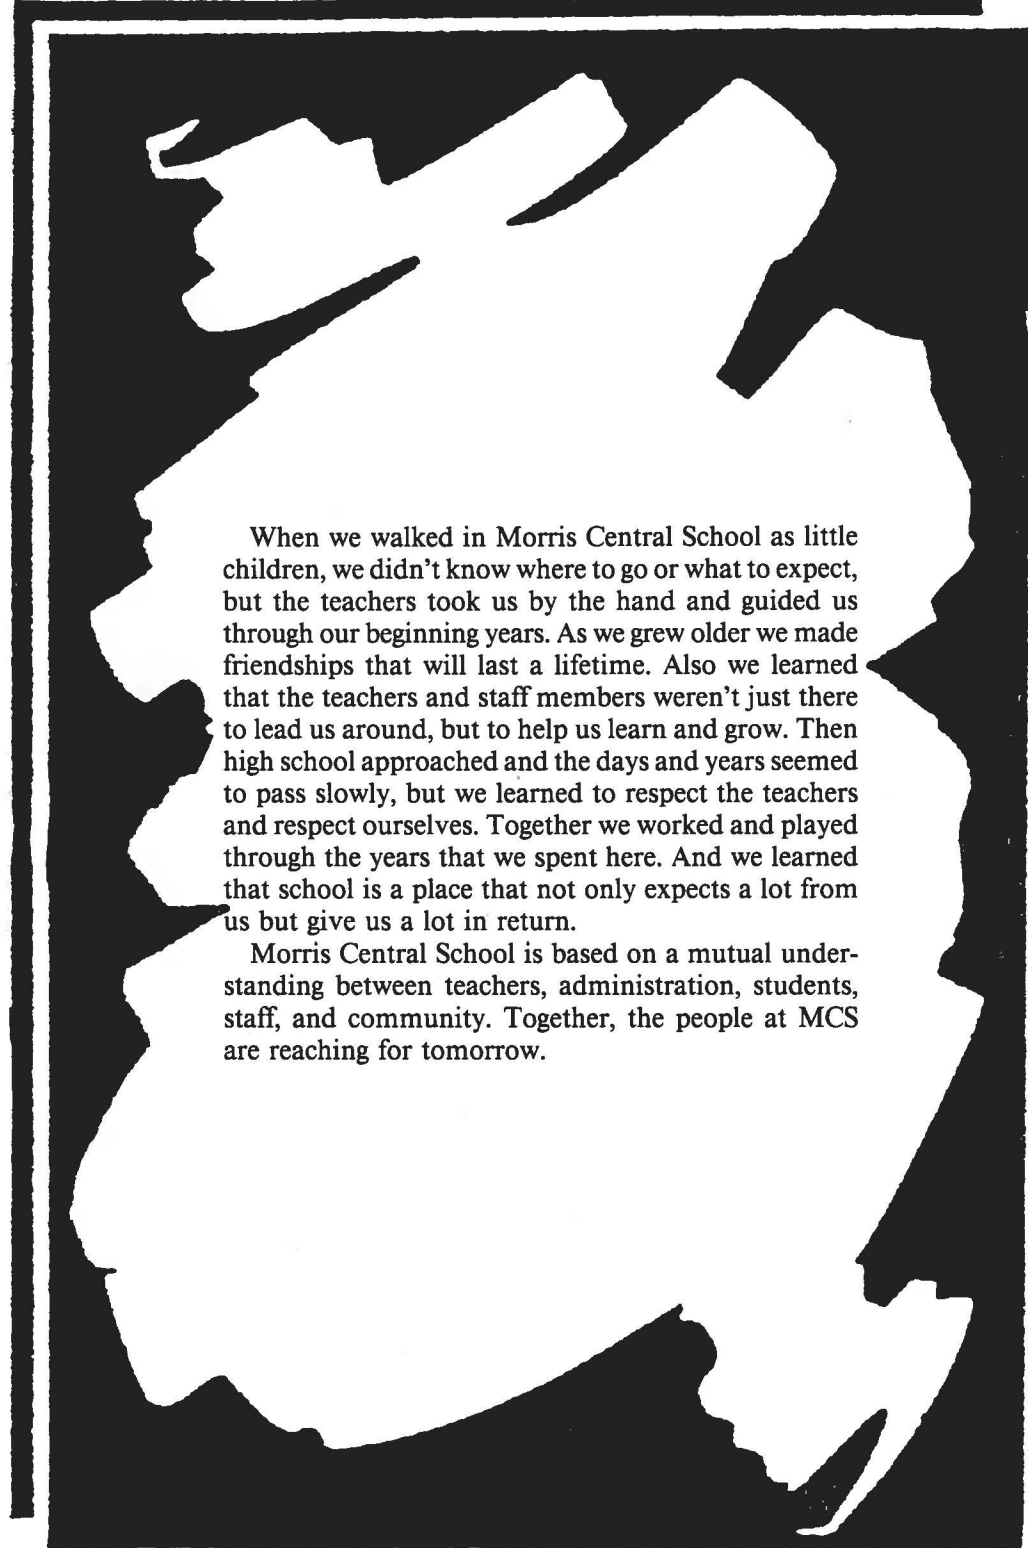 When we walked in Morris Central School as little
children, we didn't know where to go or what to expect,
but the teachers took us by the hand and guided us
through our beginning years. As we grew older we made
friendships that will last a lifetime. Also we learned
that the teachers and staff members weren't just there
to lead us around, but to help us learn and grow. Then
high school approached and the days and years seemed
to pass slowly, but we learned to respect the teachers
and respect ourselves. Together we worked and played
through the years that we spent here. And we learned
that school is a place that not only expects a lot from
us but give us a lot in return.
Morris Central School is based on a mutual under-
standing between teachers, administration, students,
staff, and community. Together, the people at MCS
are reaching for tomorrow.